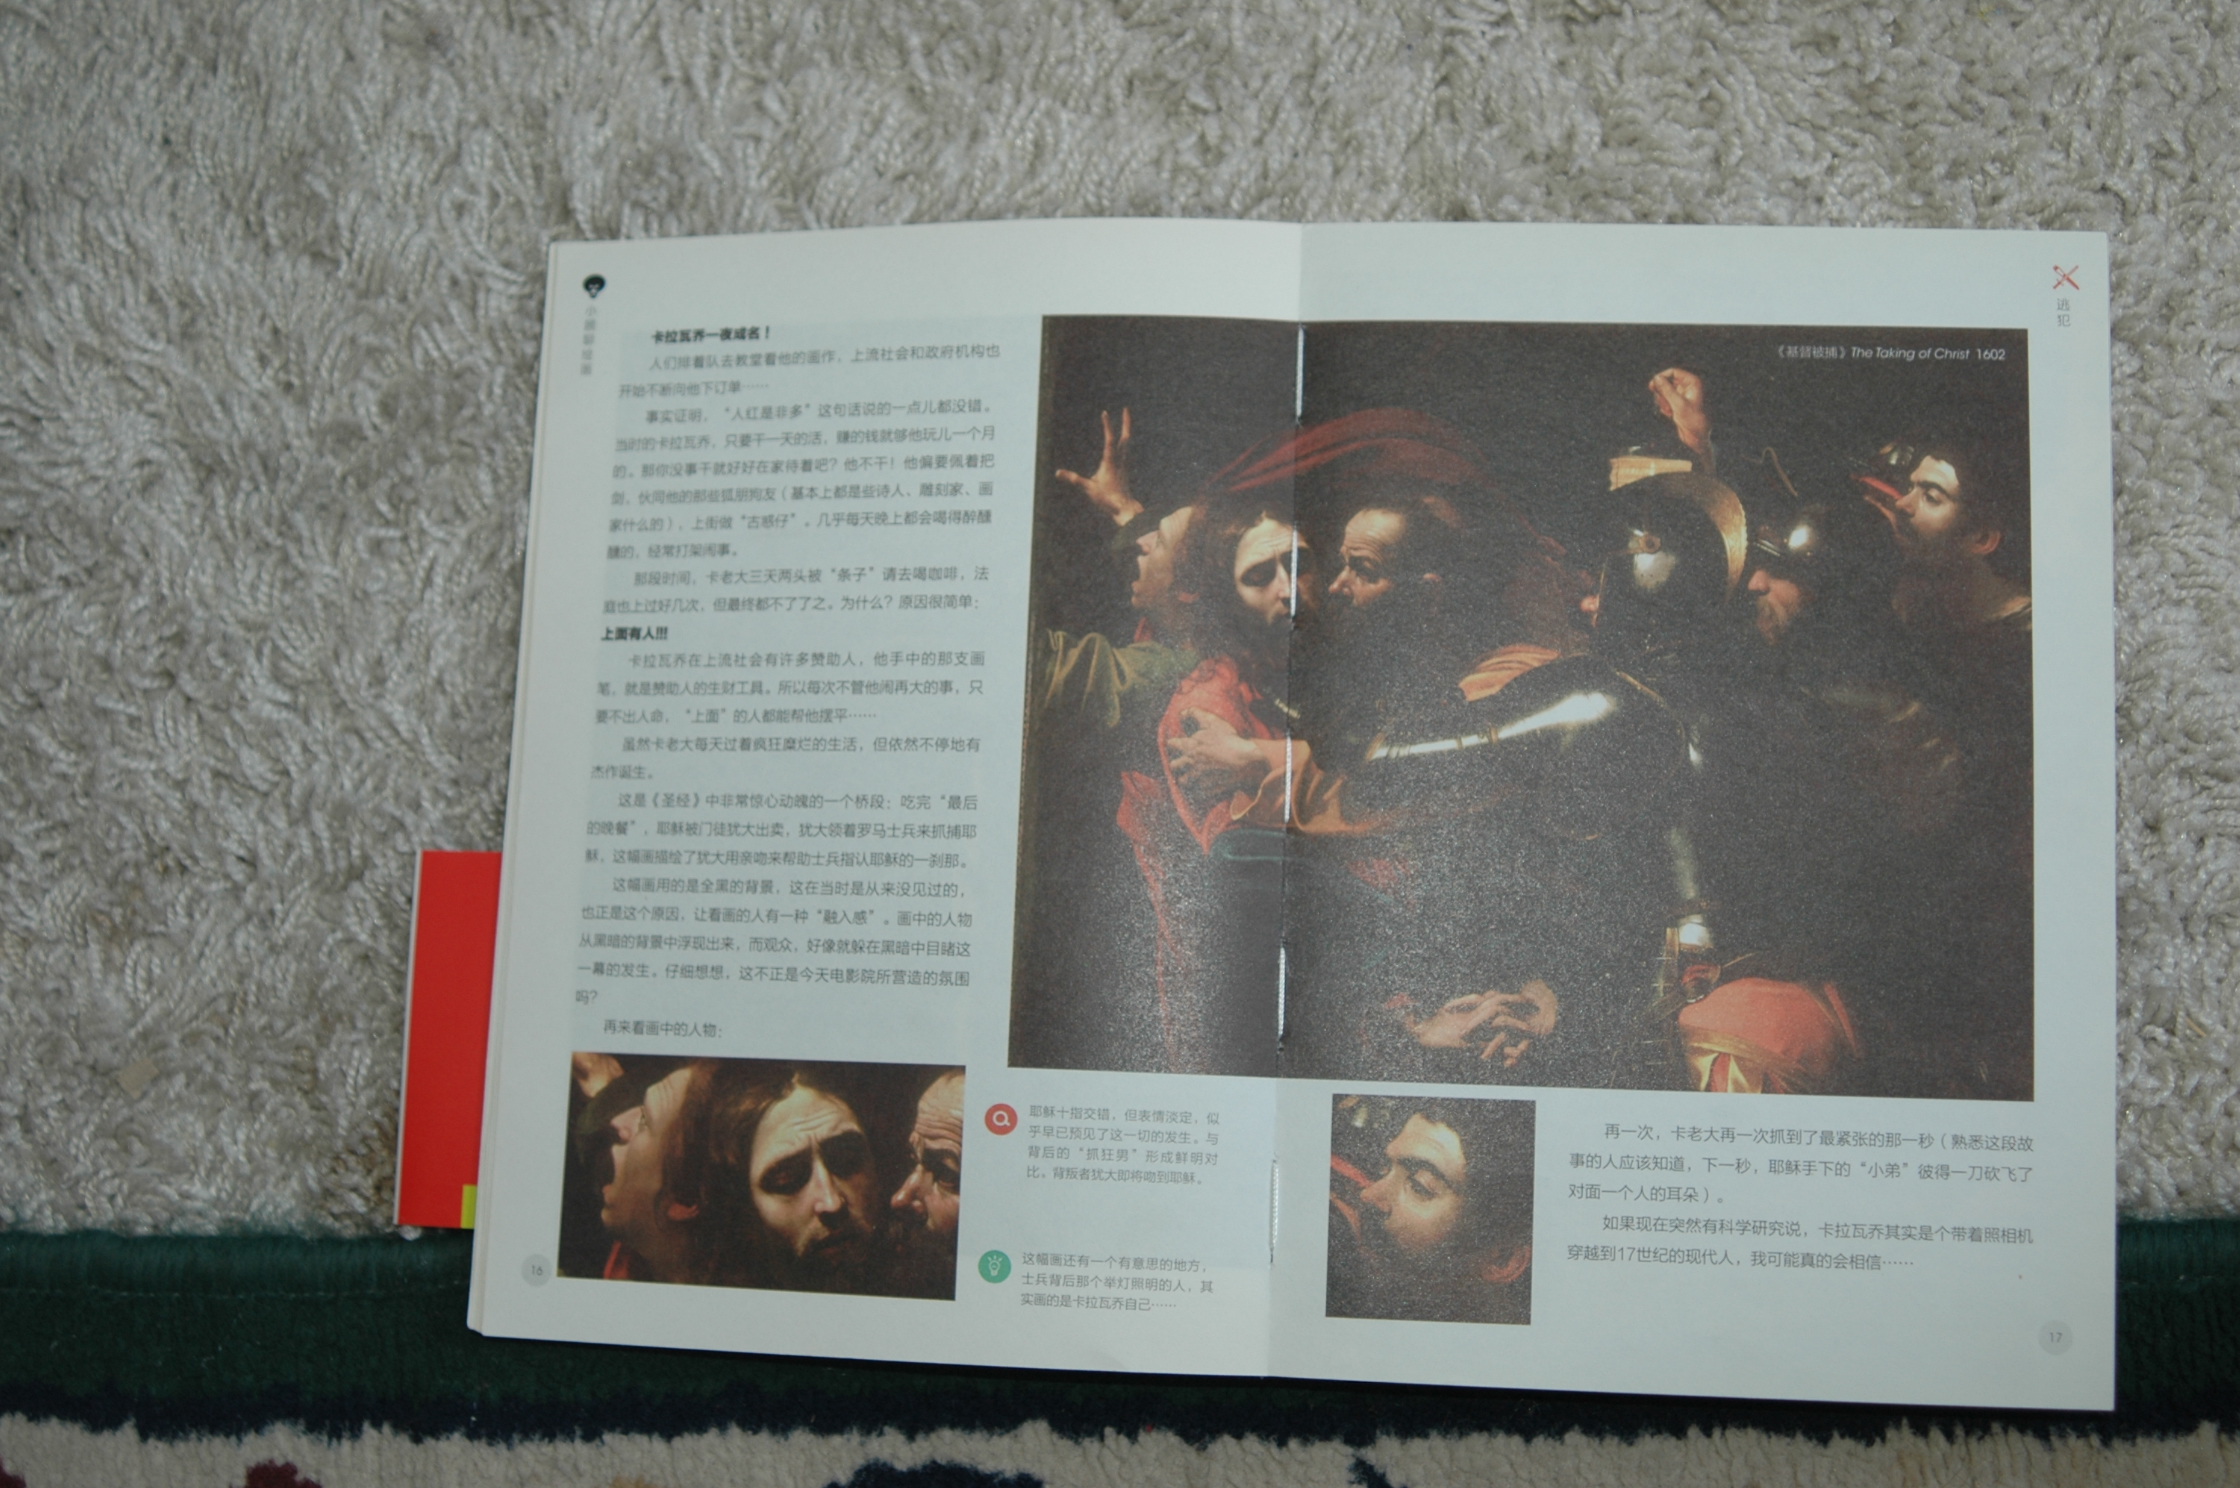 小顾聊绘画
卡拉瓦乔一夜成名！
人们排着队去教堂看他的画作，上流社会和政府机构也
开始不断向他下订单……
事实证明，“人红是非多”这句话说的一点儿都没错。
当时的卡拉瓦乔，只要干一天的活，赚的钱就够他玩儿一个月
的。那你没事干就好好在家待着吧？他不干！他偏要佩着把
剑，伙同他的那些狐朋狗友（基本上都是些诗人、雕刻家、画
家什么的），上街做“古惑仔”。几乎每天晚上都会喝得醉醺
醺的，经常打架闹事。
那段时间，卡老大三天两头被“条子”请去喝咖啡，法
庭也上过好几次，但最终都不了了之。为什么？原因很简单：
上面有人!!!
卡拉瓦乔在上流社会有许多赞助人，他手中的那支画
笔，就是赞助人的生财工具。所以每次不管他闹再大的事，只
要不出人命，“上面”的人都能帮他摆平……
虽然卡老大每天过着疯狂糜烂的生活，但依然不停地有
杰作诞生。
这是《圣经》中非常惊心动魄的一个桥段：吃完“最后
的晚餐”，耶稣被门徒犹大出卖，犹大领着罗马士兵来抓捕耶
稣，这幅画描绘了犹大用亲吻来帮助士兵指认耶稣的一刹那。
这幅画用的是全黑的背景，这在当时是从来没见过的，
也正是这个原因，让看画的人有一种“融入感”。画中的人物
从黑暗的背景中浮现出来，而观众，好像就躲在黑暗中目睹这
一幕的发生。仔细想想，这不正是今天电影院所营造的氛围
吗？
再来看画中的人物：
耶稣十指交错，但表情淡定，似
乎早已预见了这一切的发生。与
背后的“抓狂男”形成鲜明对
比。背叛者犹大即将吻到耶稣。
这幅画还有一个有意思的地方，
士兵背后那个举灯照明的人，其
实画的是卡拉瓦乔自己……
16
逃犯
《基督被捕》The Taking of Christ 1602
再一次，卡老大再一次抓到了最紧张的那一秒（熟悉这段故
事的人应该知道，下一秒，耶稣手下的“小弟”彼得一刀砍飞了
对面一个人的耳朵）。
如果现在突然有科学研究说，卡拉瓦乔其实是个带着照相机
穿越到17世纪的现代人，我可能真的会相信……
17